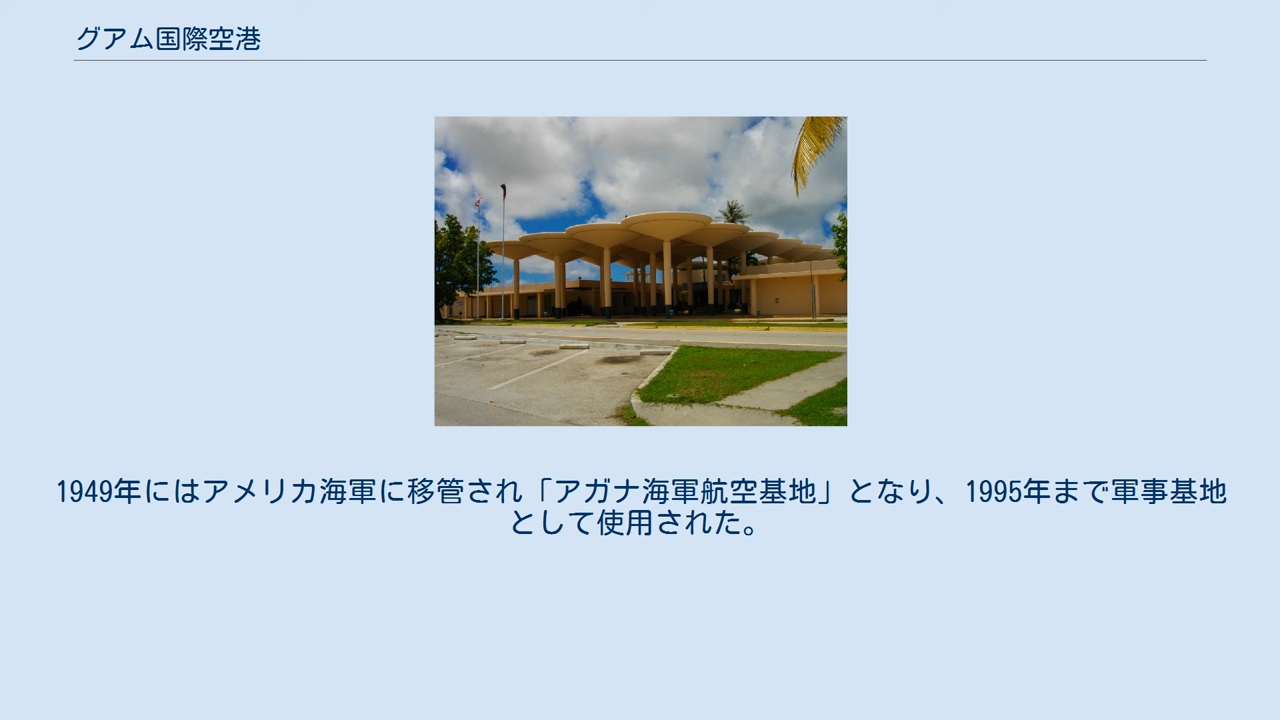 グアム国際空港
1949年にはアメリカ海軍に移管され「アガナ海軍航空基地」となり、1995年まで軍事基地
として使用された。